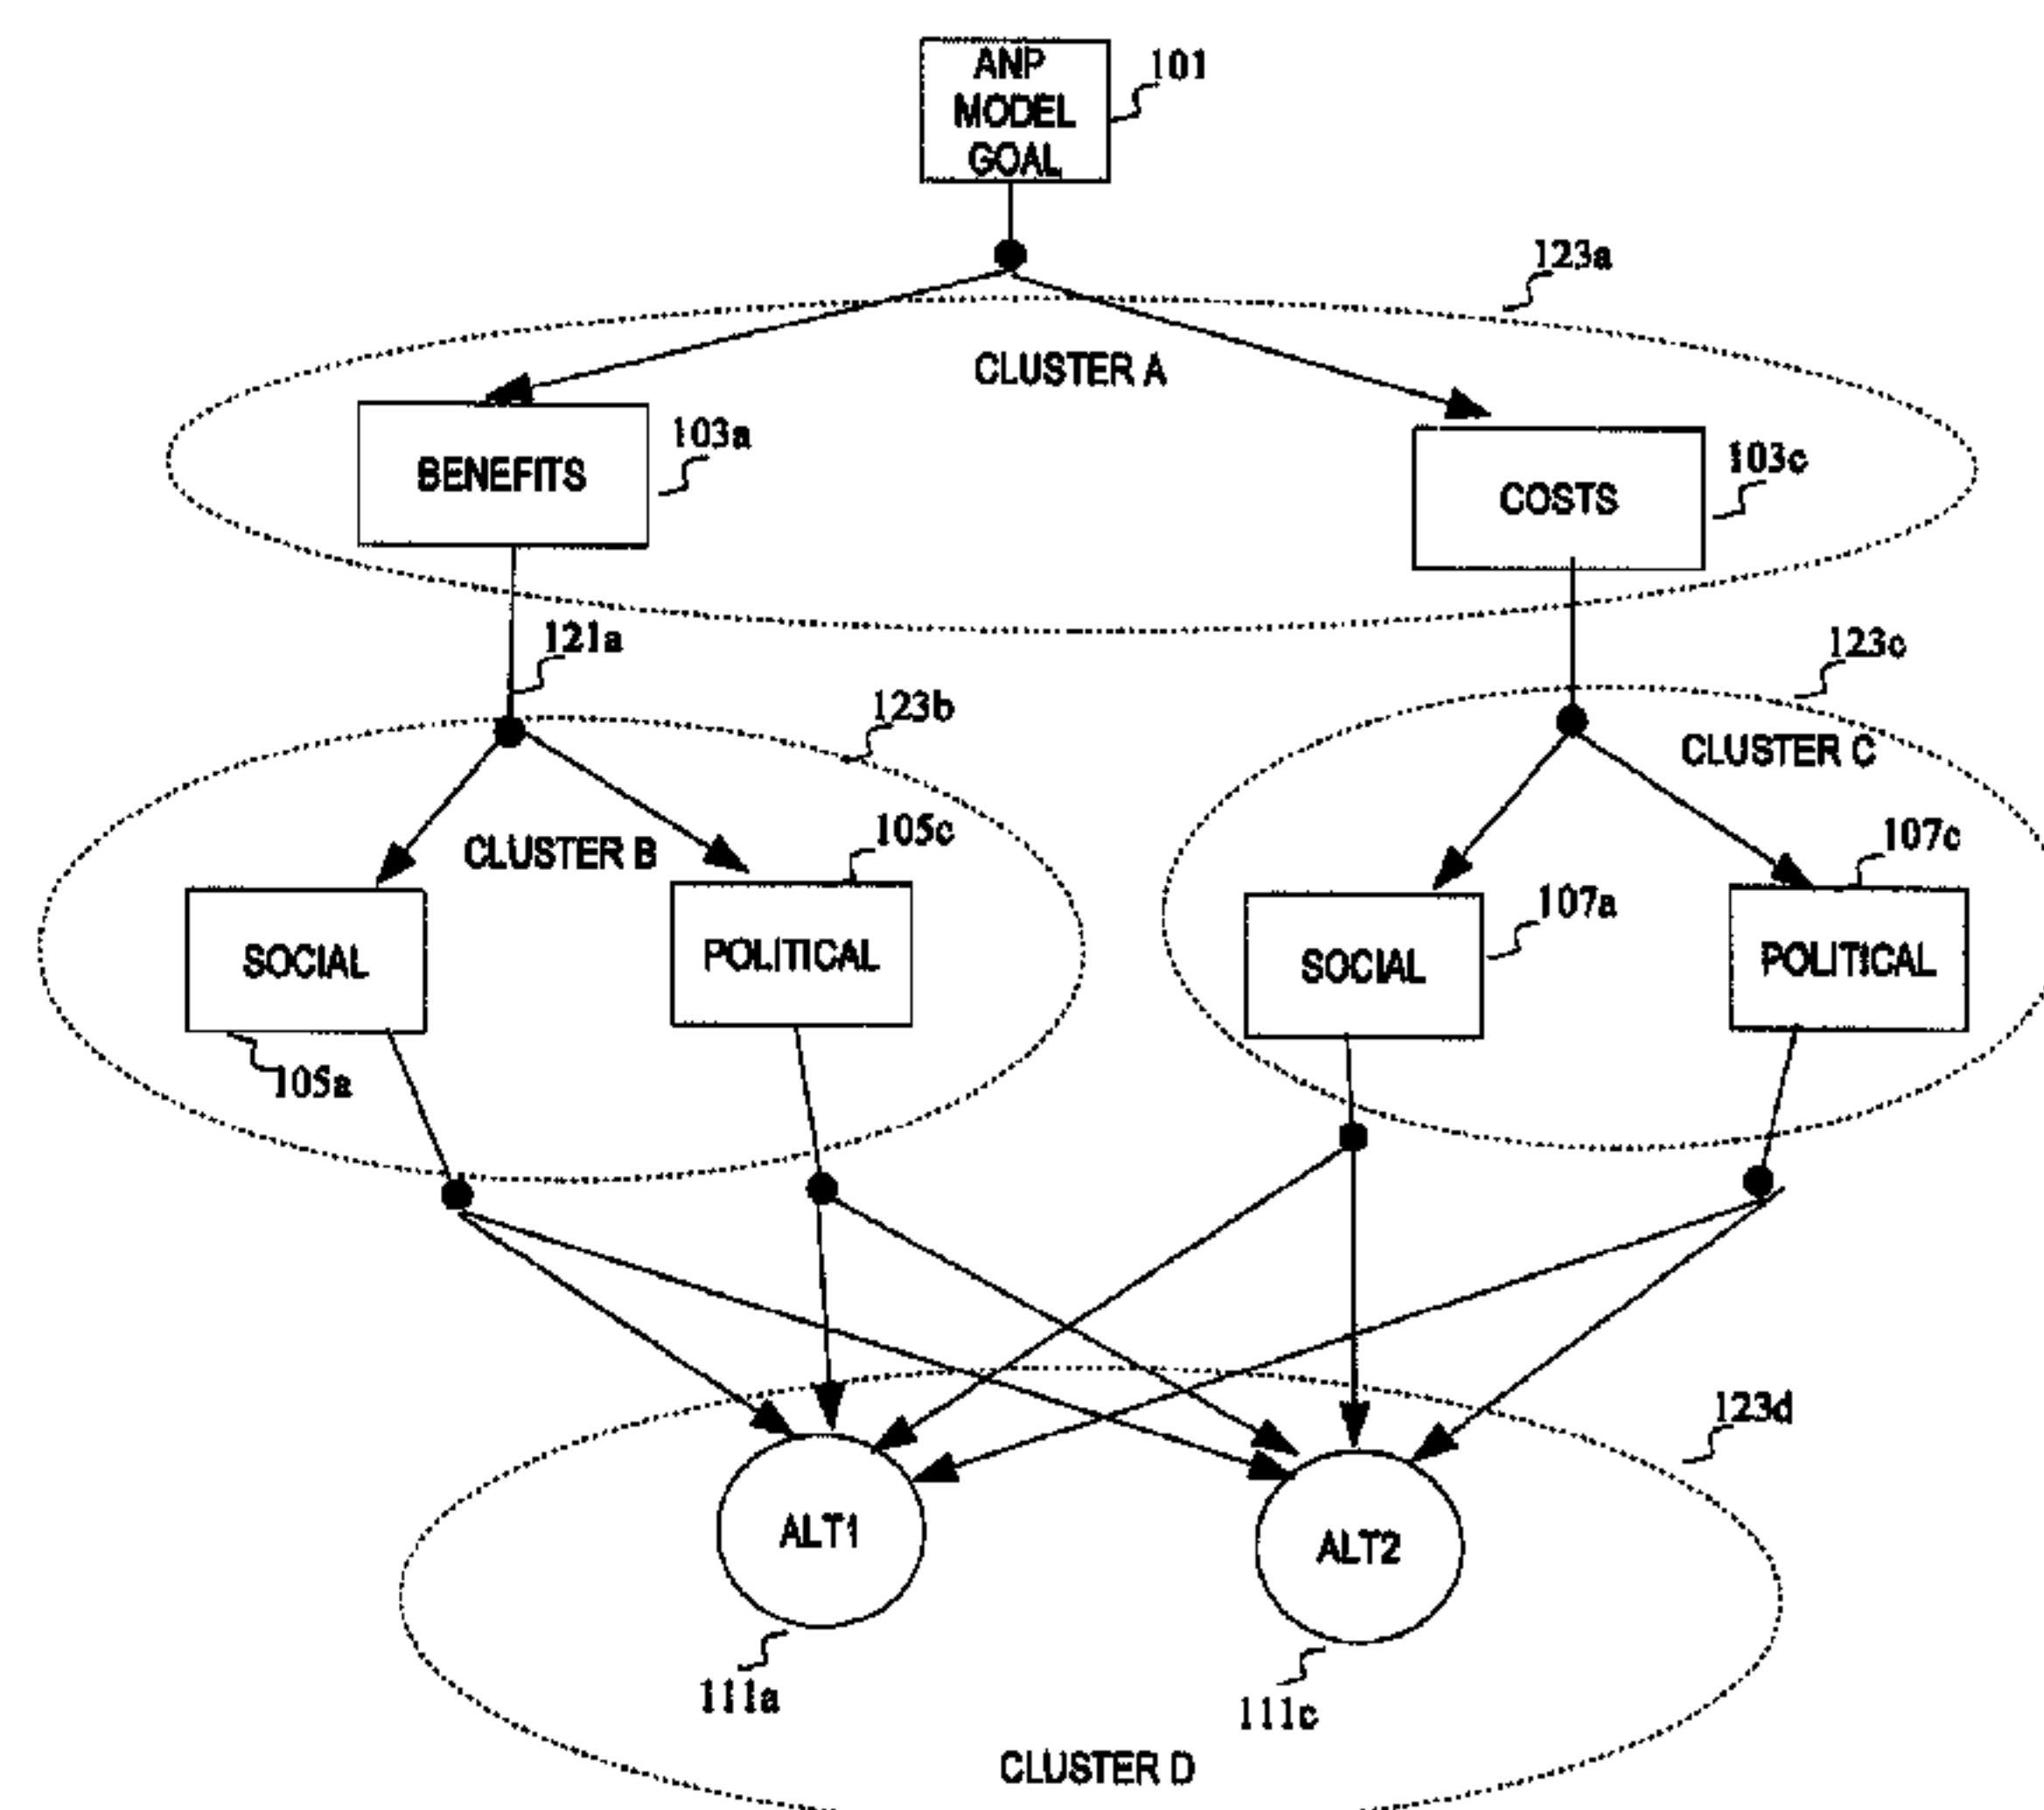 ANP
MODEL
GOAL
101
123a
CLUSTER A
103a
BENEFITS
103c
COSTS
121a
123c
123b
CLUSTER C
105c
107c
CLUSTER B
107a
SOCIAL
POLITICAL
SOCIAL
POLITICAL
105a
123d
ALT1
ALT2
111a
111c
CLUSTER D